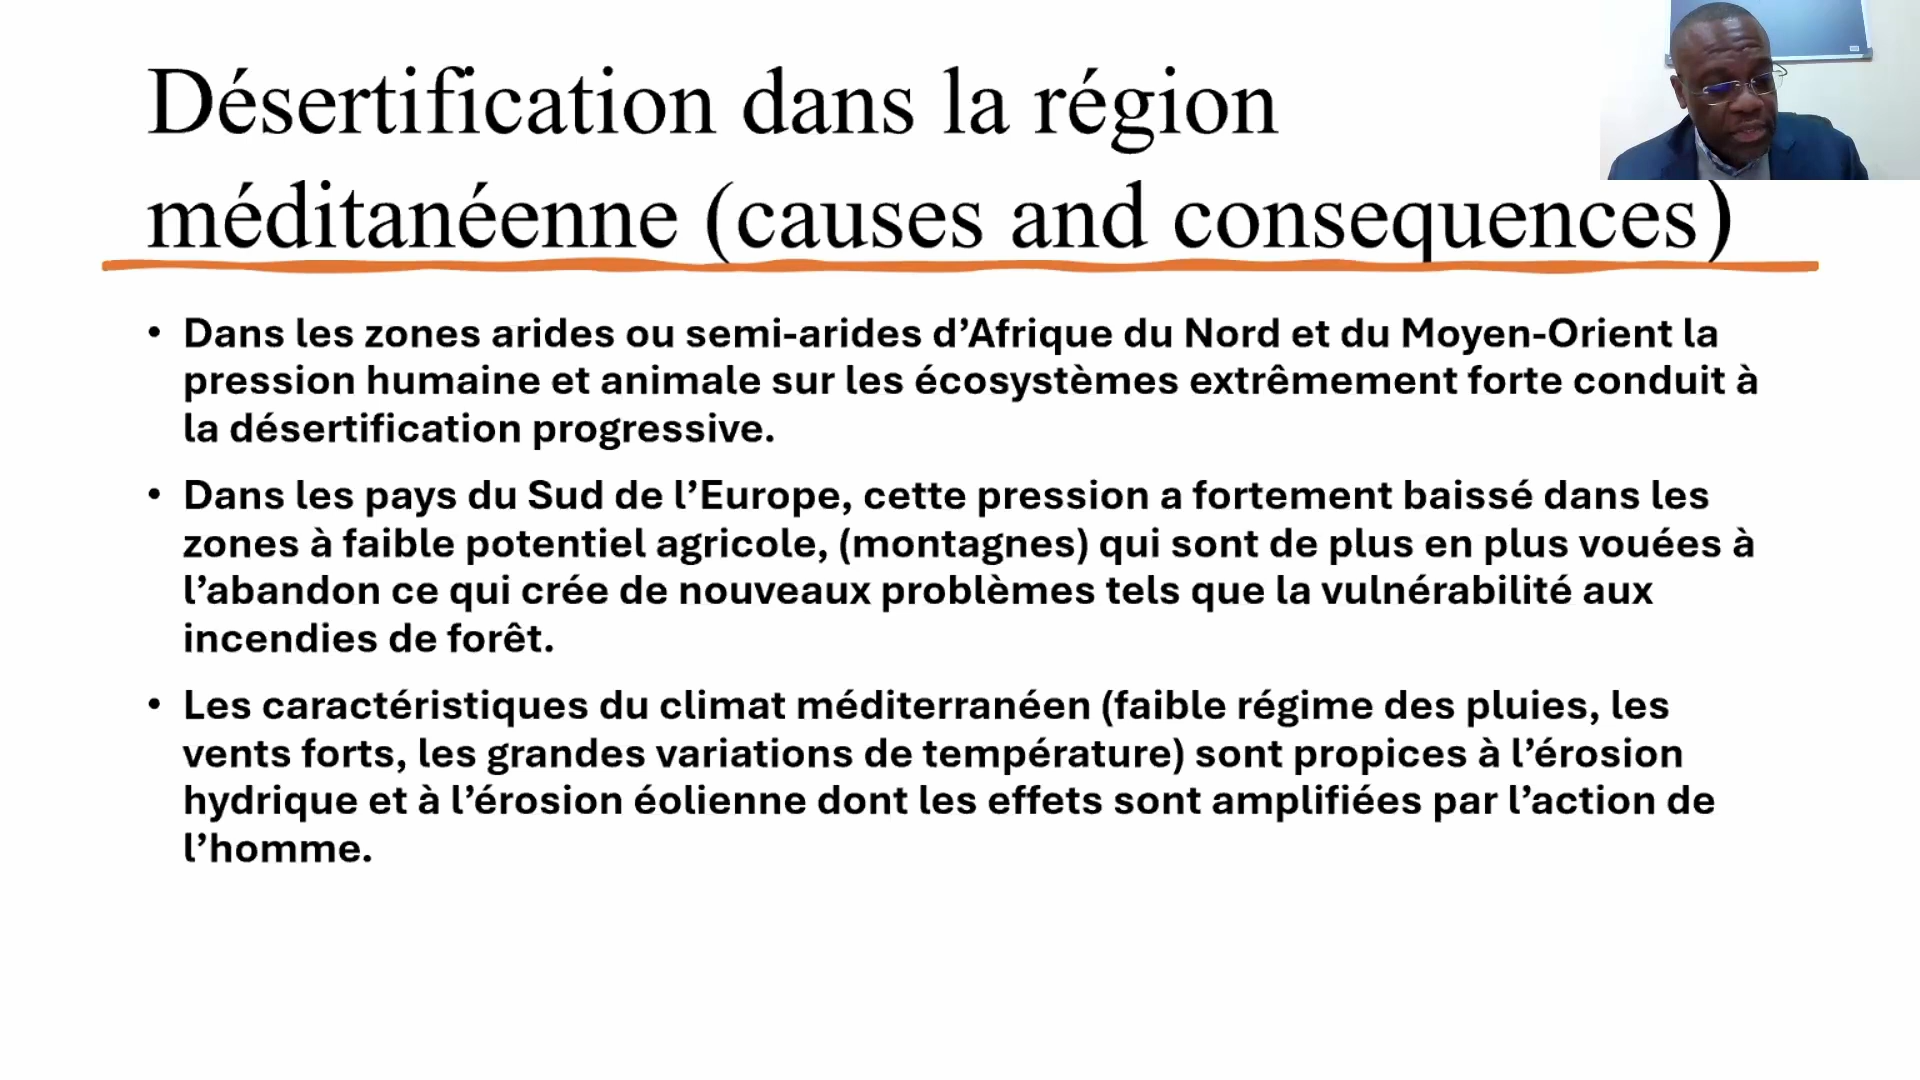 Désertification dans la région
méditanéenne (causes and consequences)
• Dans les zones arides ou semi-arides d’Afrique du Nord et du Moyen-Orient la
pression humaine et animale sur les écosystèmes extrêmement forte conduit à
la désertification progressive.
• Dans les pays du Sud de l’Europe, cette pression a fortement baissé dans les
zones à faible potentiel agricole, (montagnes) qui sont de plus en plus vouées à
l’abandon ce qui crée de nouveaux problèmes tels que la vulnérabilité aux
incendies de forêt.
• Les caractéristiques du climat méditerranéen (faible régime des pluies, les
vents forts, les grandes variations de température) sont propices à l’érosion
hydrique et à l’érosion éolienne dont les effets sont amplifiées par l’action de
l’homme.